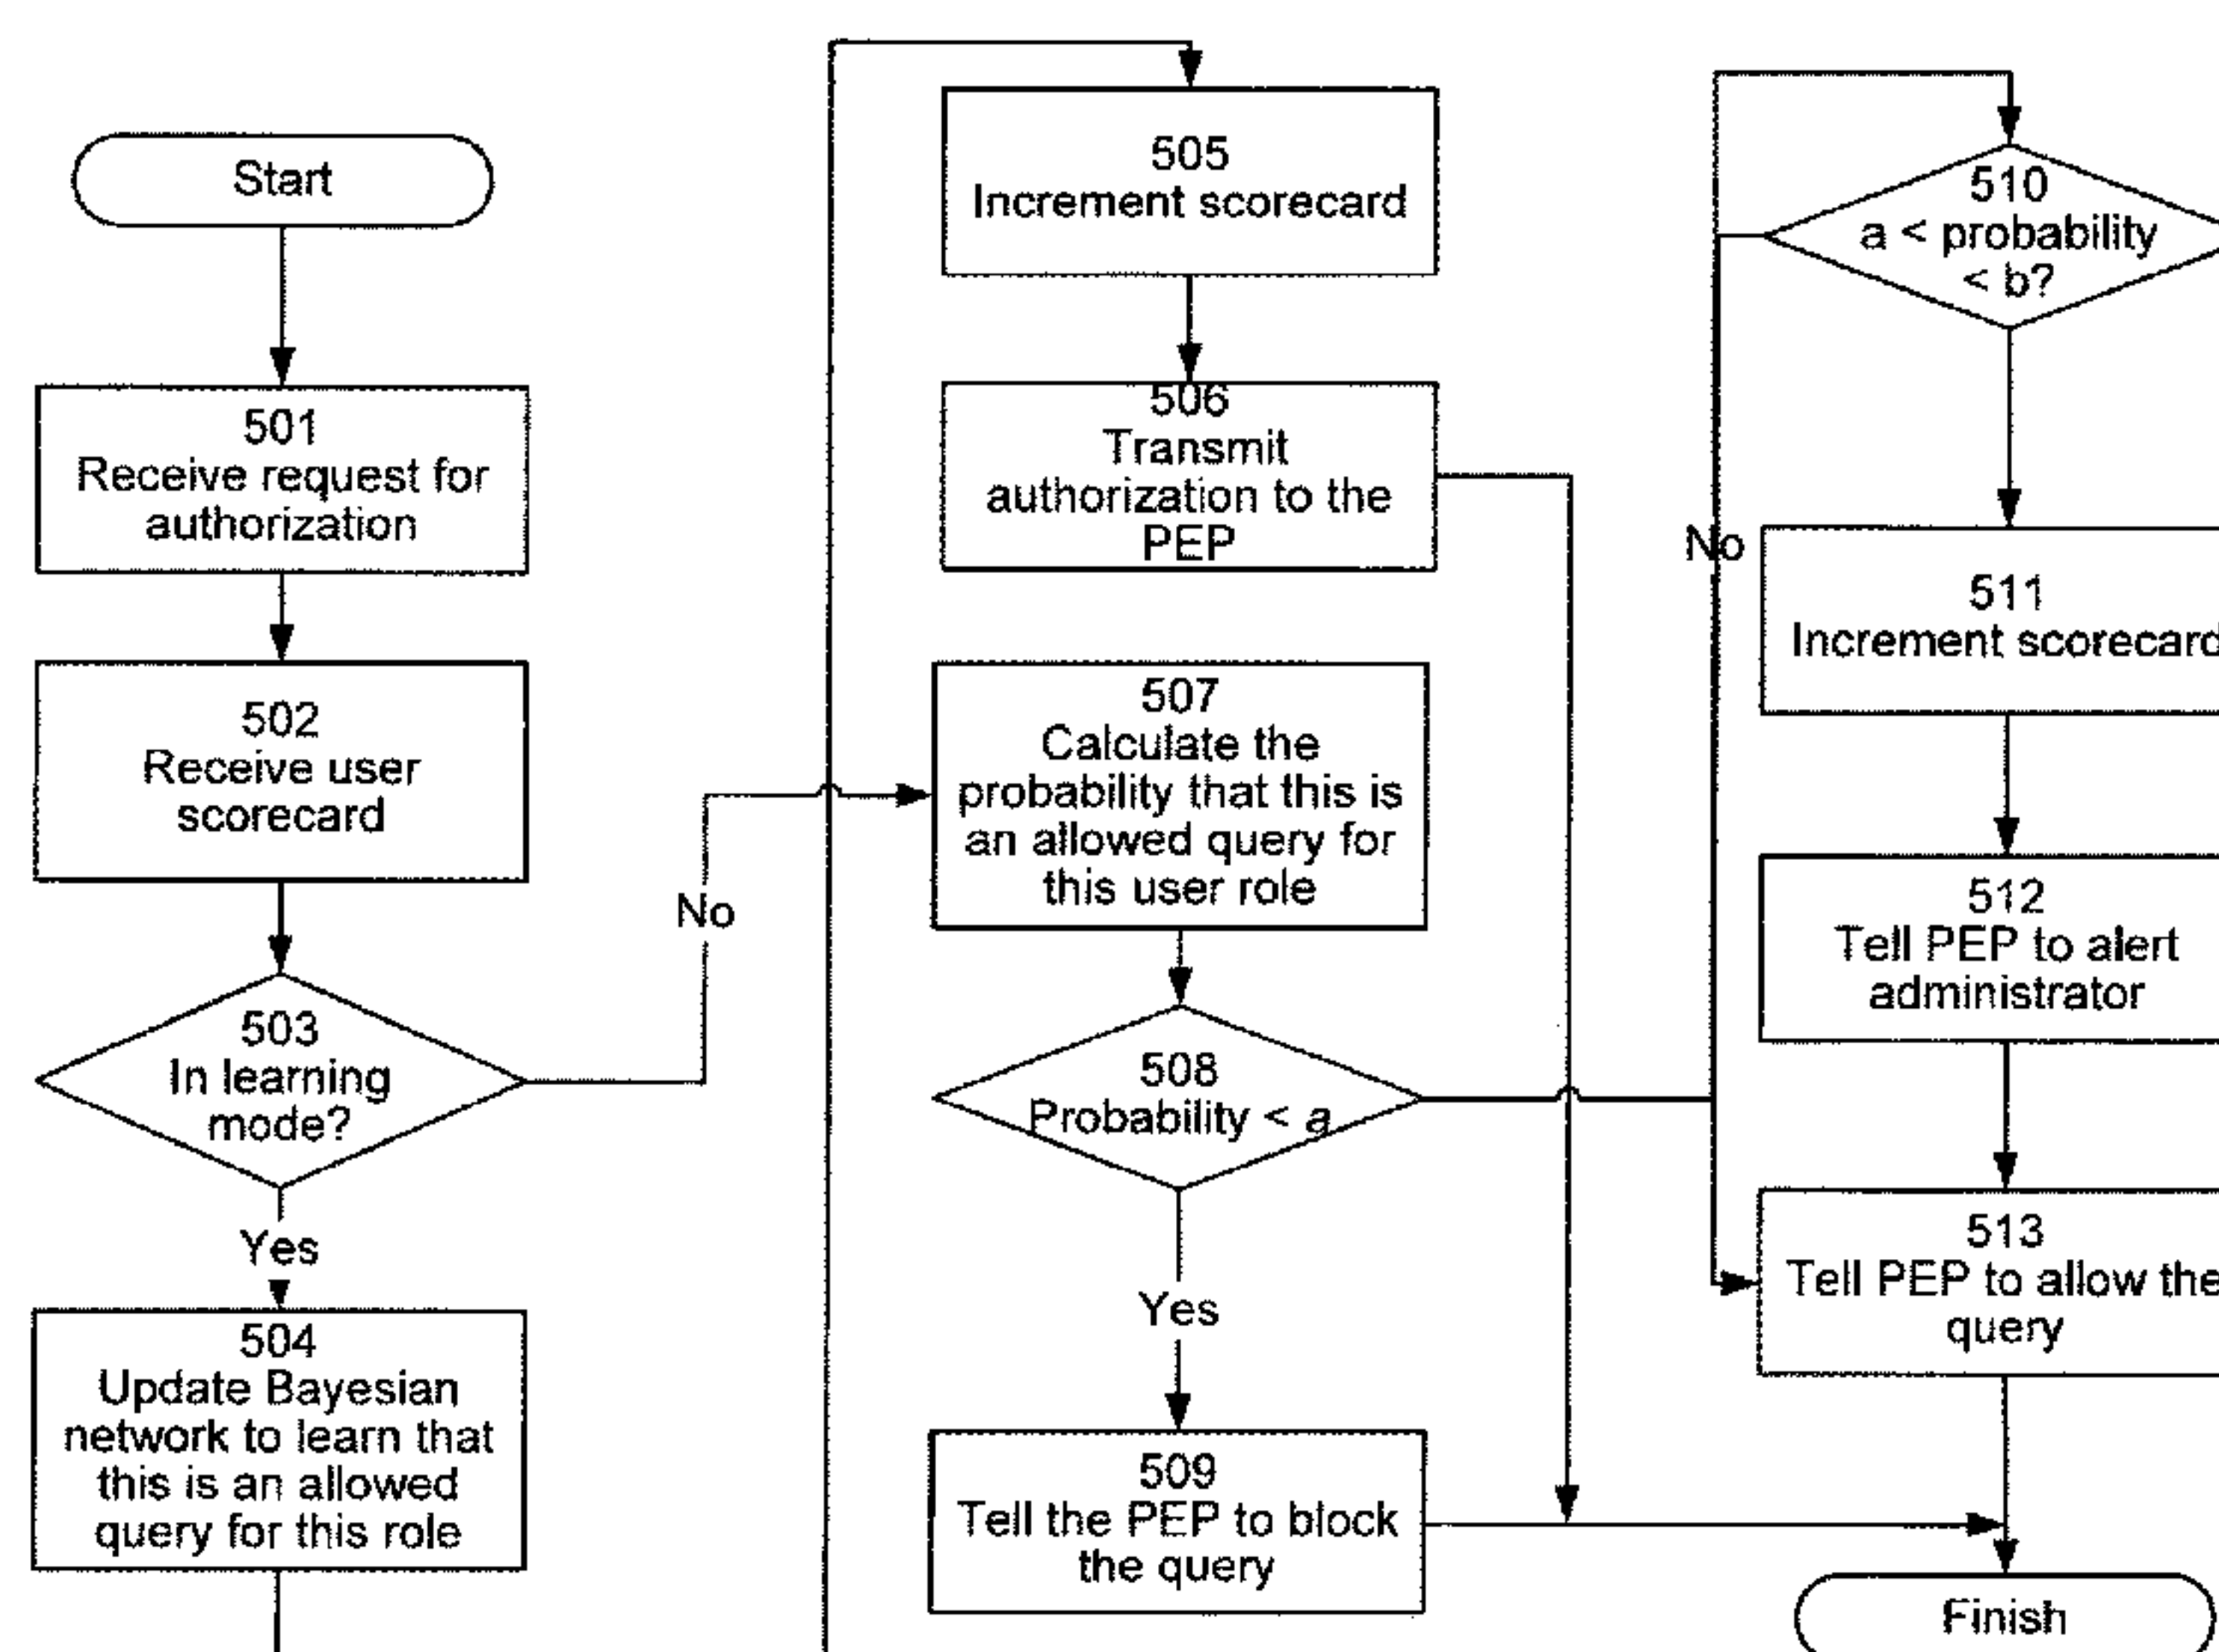 Start
501
Receive request for
authorization
502
Receive user
scorecard
503
In learning
mode?
No
Yes
504
Update Bayesian
network to learn that
this is an allowed
query for this role
505
Increment scorecard
506
Transmit
authorization to the
PEP
507
Calculate the
probability that this is
an allowed query for
this user role
508
Probability < a
Yes
509
Tell the PEP to block
the query
510
a < probability
< b?
No
511
Increment scorecard
512
Tell PEP to alert
administrator
513
Tell PEP to allow the
query
Finish